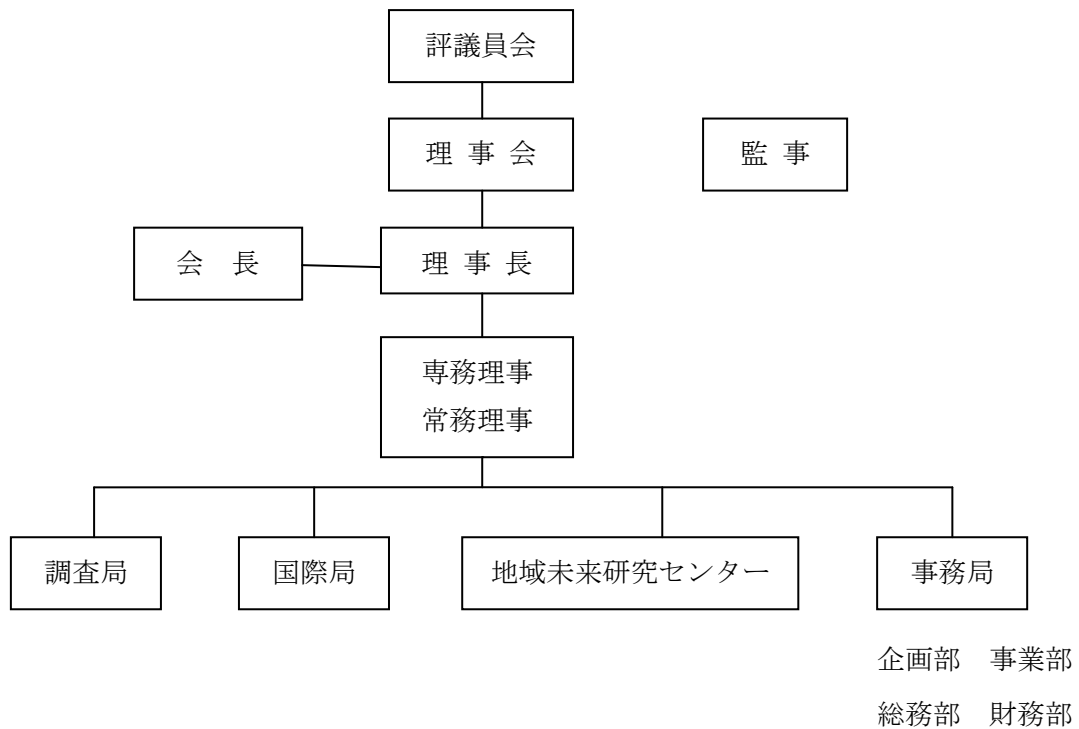 評議員会
理 事 会
監 事
会　長
理 事 長
専務理事
常務理事
調査局
国際局
地域未来研究センター
事務局
企画部　事業部
総務部　財務部